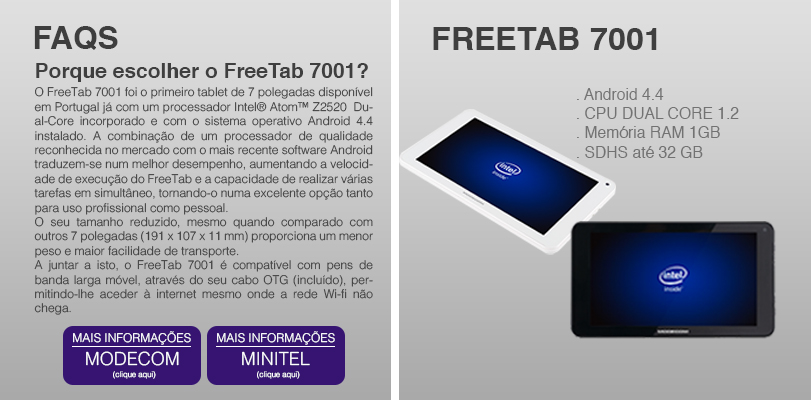 FAQS
Porque escolher o FreeTab 7001?
O FreeTab 7001 foi o primeiro tablet de 7 polegadas disponível
em Portugal já com um processador Intel® Atom™ Z2520 Du-
al-Core incorporado e com o sistema operativo Android 4.4
instalado. A combinação de um processador de qualidade
reconhecida no mercado com o mais recente software Android
traduzem-se num melhor desempenho, aumentando a velocid-
ade de execução do FreeTab e a capacidade de realizar várias
tarefas em simultâneo, tornando-o numa excelente opção tanto
para uso profissional como pessoal.
O seu tamanho reduzido, mesmo quando comparado com
outros 7 polegadas (191 x 107 x 11 mm) proporciona um menor
peso e maior facilidade de transporte.
A juntar a isto, o FreeTab 7001 é compatível com pens de
banda larga móvel, através do seu cabo OTG (incluído), per-
mitindo-lhe aceder à internet mesmo onde a rede Wi-fi não
chega.
MAIS INFORMAÇÕES
MODECOM
(clique aqui)
MAIS INFORMAÇÕES
MINITEL
(clique aqui)
FREETAB 7001
. Android 4.4
. CPU DUAL CORE 1.2
. Memória RAM 1GB
. SDHS até 32 GB
intel
inside
intel
inside
MODECOM